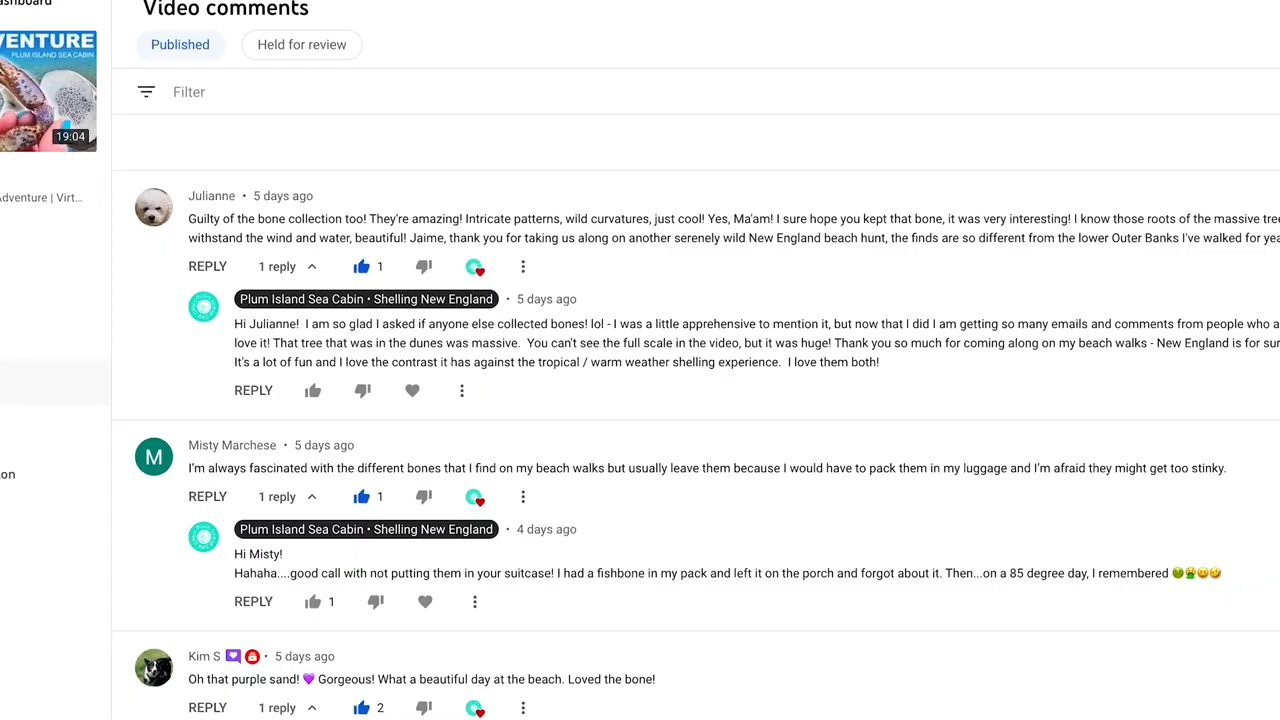 ashboard
Video comments
VENTURE
PLUM ISLAND SEA CABIN
19:04
Adventure | Virt...
on
Published
Held for review
Filter
Julianne • 5 days ago
Guilty of the bone collection too! They're amazing! Intricate patterns, wild curvatures, just cool! Yes, Ma'am! I sure hope you kept that bone, it was very interesting! I know those roots of the massive tree
withstand the wind and water, beautiful! Jaime, thank you for taking us along on another serenely wild New England beach hunt, the finds are so different from the lower Outer Banks I've walked for yea
REPLY 1 reply 1
Plum Island Sea Cabin • Shelling New England • 5 days ago
Hi Julianne! I am so glad I asked if anyone else collected bones! lol - I was a little apprehensive to mention it, but now that I did I am getting so many emails and comments from people who a
love it! That tree that was in the dunes was massive. You can't see the full scale in the video, but it was huge! Thank you so much for coming along on my beach walks - New England is for sur
It's a lot of fun and I love the contrast it has against the tropical / warm weather shelling experience. I love them both!
REPLY
M
Misty Marchese • 5 days ago
I'm always fascinated with the different bones that I find on my beach walks but usually leave them because I would have to pack them in my luggage and I'm afraid they might get too stinky.
REPLY 1 reply 1
Plum Island Sea Cabin • Shelling New England • 4 days ago
Hi Misty!
Hahaha....good call with not putting them in your suitcase! I had a fishbone in my pack and left it on the porch and forgot about it. Then...on a 85 degree day, I remembered 🤢🤮😄🤣
REPLY 1
Kim S • 5 days ago
Oh that purple sand! 💜 Gorgeous! What a beautiful day at the beach. Loved the bone!
REPLY 1 reply 2